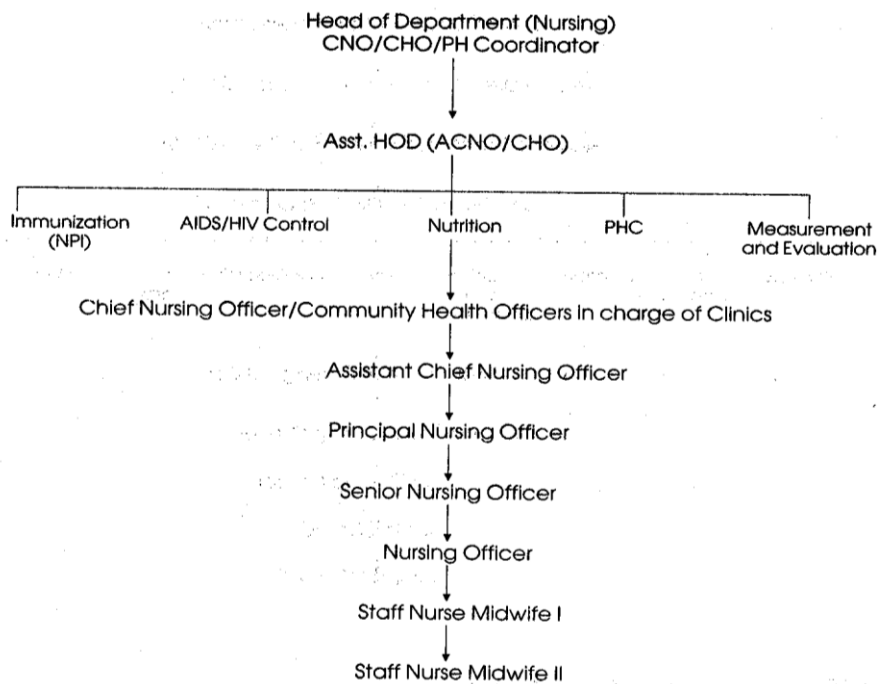 Head of Department (Nursing)
CNO/CHO/PH Coordinator
Asst. HOD (ACNO/CHO)
Immunization
(NPI)
AIDS/HIV Control
Nutrition
PHC
Measurement
and Evaluation
Chief Nursing Officer/Community Health Officers In charge of Clinics
Assistant Chief Nursing Officer
Principal Nursing Officer
Senior Nursing Officer
Nursing Officer
Staff Nurse Midwife I
Staff Nurse Midwife II